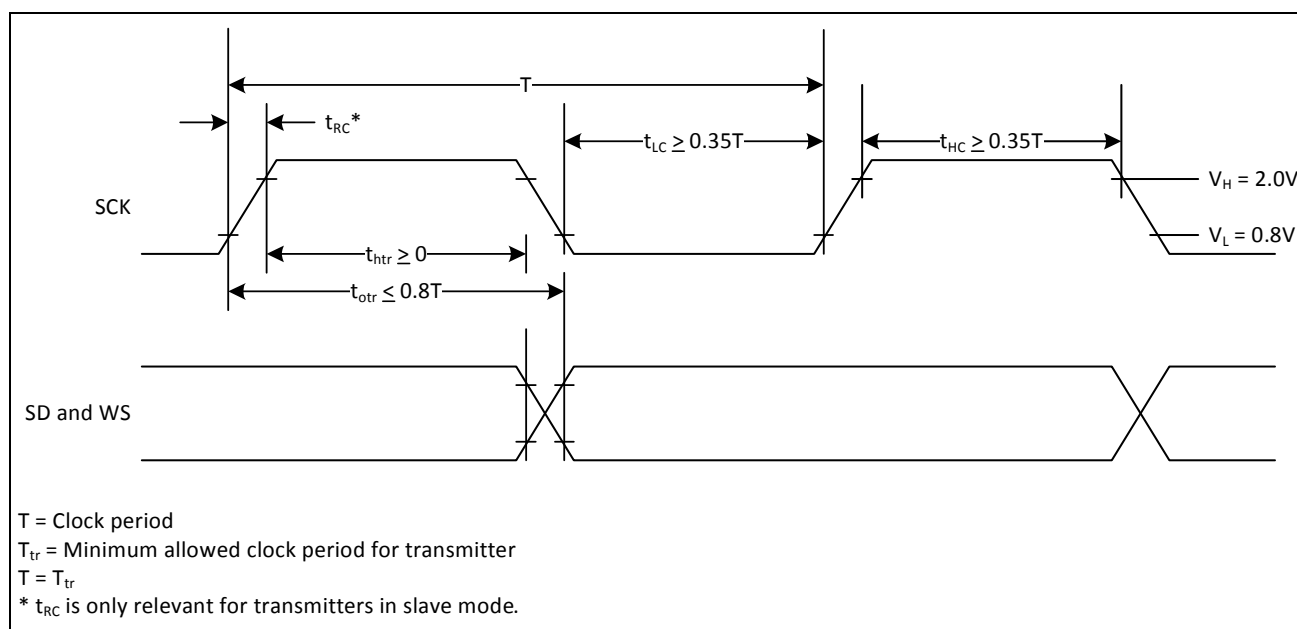 T
t_RC*
t_LC ≥ 0.35T
t_HC ≥ 0.35T
V_H = 2.0V
SCK
V_L = 0.8V
t_htr ≥ 0
t_otr ≤ 0.8T
SD and WS
T = Clock period
T_tr = Minimum allowed clock period for transmitter
T = T_tr
* t_RC is only relevant for transmitters in slave mode.